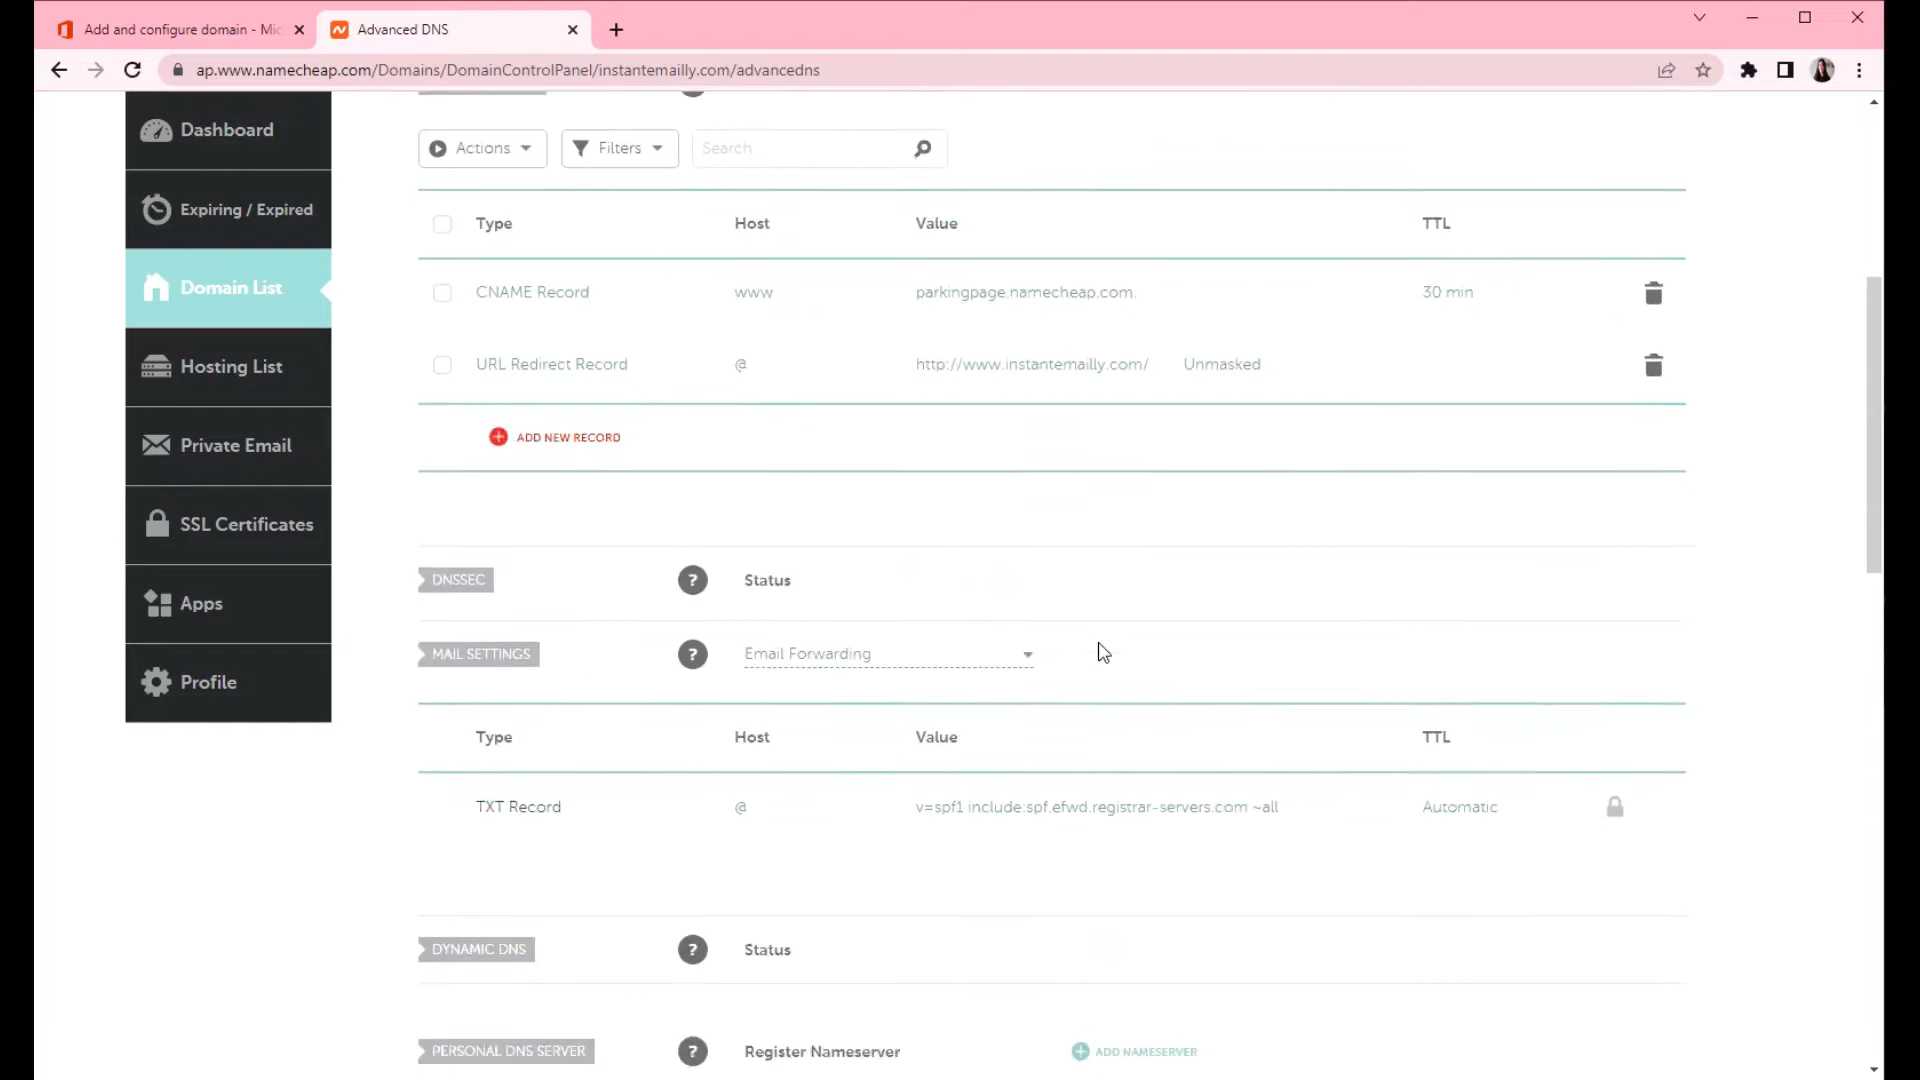 Add and configure domain - Mic
Advanced DNS
ap.www.namecheap.com/Domains/DomainControlPanel/instantemailly.com/advancedns
Dashboard
Expiring / Expired
Domain List
Hosting List
Private Email
SSL Certificates
Apps
Profile
Actions
Filters
Search
Type Host Value TTL
CNAME Record www parkingpage.namecheap.com. 30 min
URL Redirect Record @ http://www.instantemailly.com/ Unmasked
ADD NEW RECORD
DNSSEC ? Status
MAIL SETTINGS ? Email Forwarding
Type Host Value TTL
TXT Record @ v=spf1 include:spf.efwd.registrar-servers.com ~all Automatic
DYNAMIC DNS ? Status
PERSONAL DNS SERVER ? Register Nameserver ADD NAMESERVER